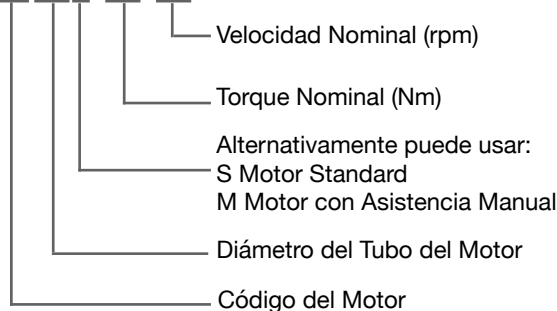 Velocidad Nominal (rpm)
Torque Nominal (Nm)
Alternativamente puede usar:
S Motor Standard
M Motor con Asistencia Manual
Diámetro del Tubo del Motor
Código del Motor